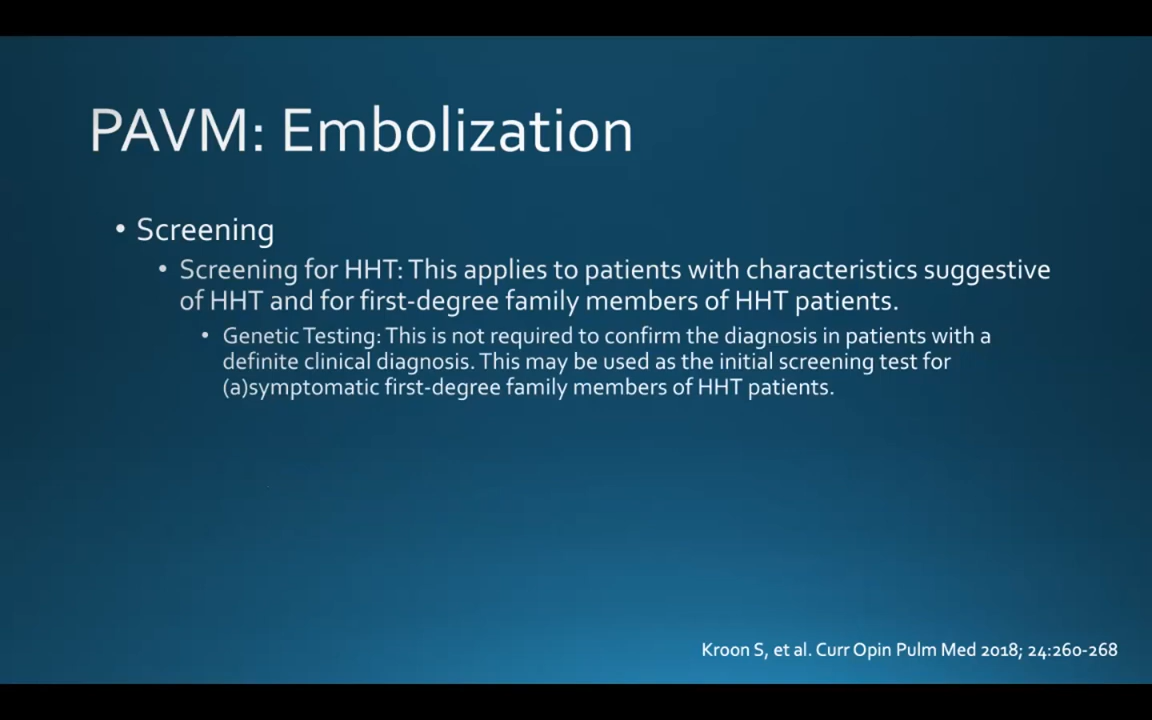 PAVM: Embolization
• Screening
• Screening for HHT: This applies to patients with characteristics suggestive
of HHT and for first-degree family members of HHT patients.
• Genetic Testing: This is not required to confirm the diagnosis in patients with a
definite clinical diagnosis. This may be used as the initial screening test for
(a)symptomatic first-degree family members of HHT patients.
Kroon S, et al. Curr Opin Pulm Med 2018; 24:260-268